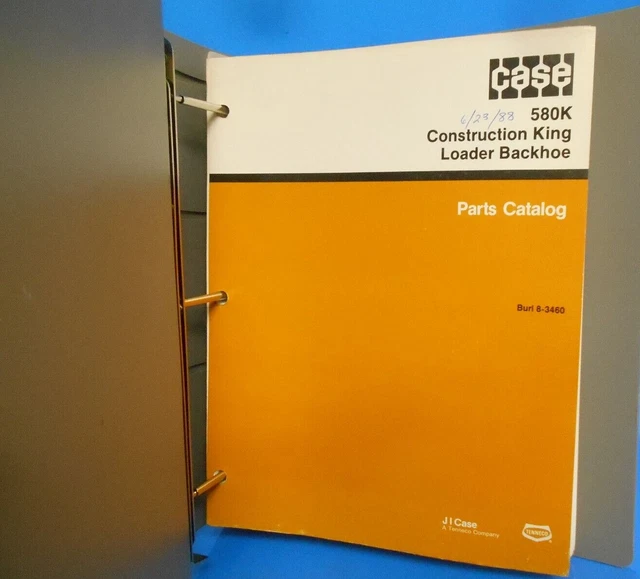 case
6/23/88 580K
Construction King
Loader Backhoe
Parts Catalog
Burl 8-3460
J I Case
A Tenneco Company
TENNECO